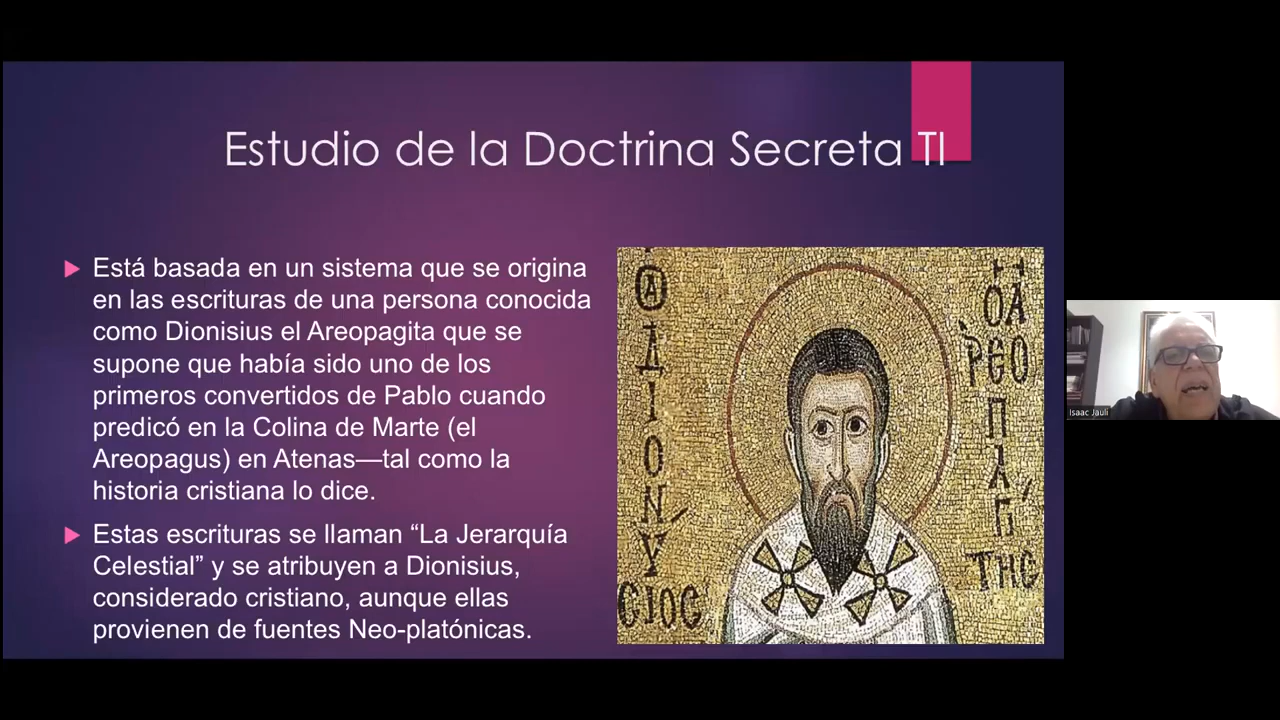 Estudio de la Doctrina Secreta TI
Está basada en un sistema que se origina
en las escrituras de una persona conocida
como Dionisius el Areopagita que se
supone que había sido uno de los
primeros convertidos de Pablo cuando
predicó en la Colina de Marte (el
Areopagus) en Atenas—tal como la
historia cristiana lo dice.
Estas escrituras se llaman “La Jerarquía
Celestial” y se atribuyen a Dionisius,
considerado cristiano, aunque ellas
provienen de fuentes Neo-platónicas.
Δ
Ι
Ο
Ν
Ύ
CΙΟC
ΟΑ
ΡΕΟ
Π
ΤΗC
Isaac Jauli